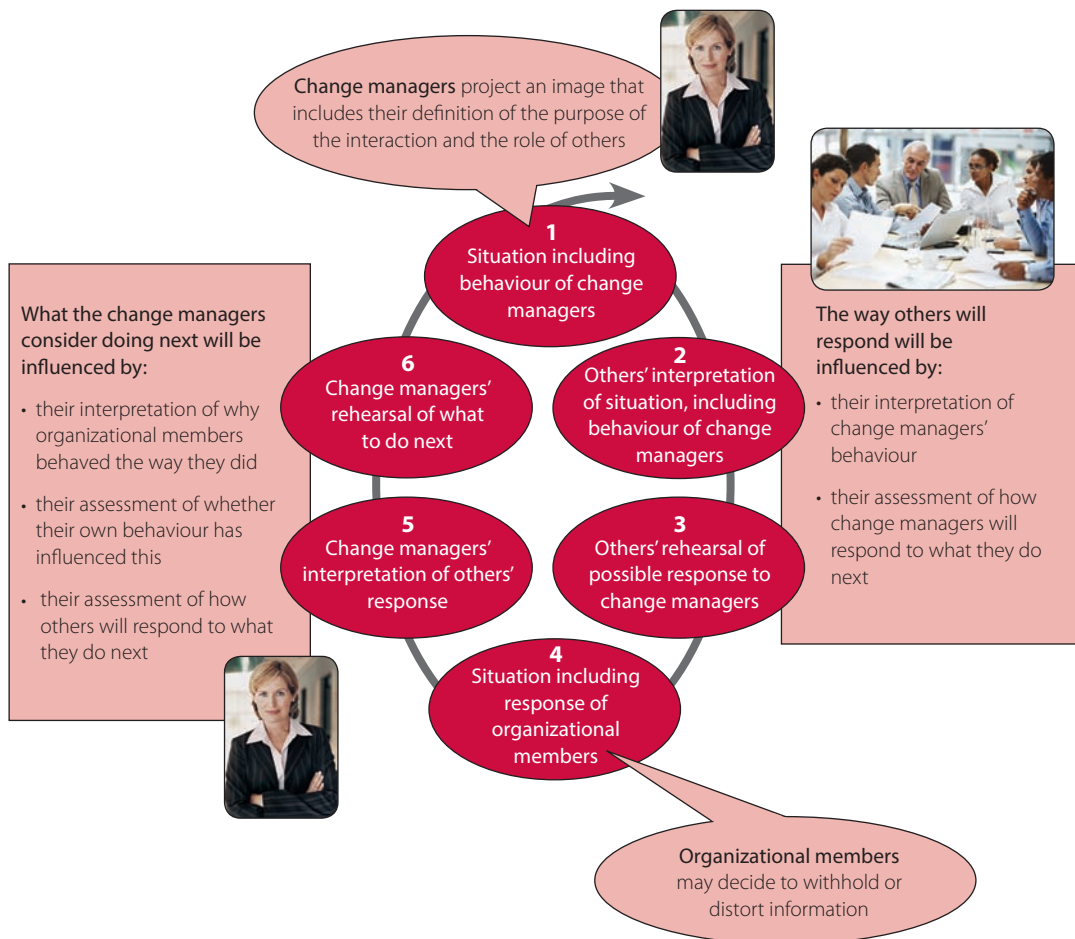 Change managers project an image that
includes their definition of the purpose of
the interaction and the role of others
1
Situation including
behaviour of change
managers
2
Others' interpretation
of situation, including
behaviour of change
managers
3
Others' rehearsal of
possible response to
change managers
4
Situation including
response of
organizational
members
5
Change managers'
interpretation of others'
response
6
Change managers'
rehearsal of what
to do next
What the change managers
consider doing next will be
influenced by:
• their interpretation of why
organizational members
behaved the way they did
• their assessment of whether
their own behaviour has
influenced this
• their assessment of how
others will respond to what
they do next
The way others will
respond will be
influenced by:
• their interpretation of
change managers'
behaviour
• their assessment of how
change managers will
respond to what they do
next
Organizational members
may decide to withhold or
distort information